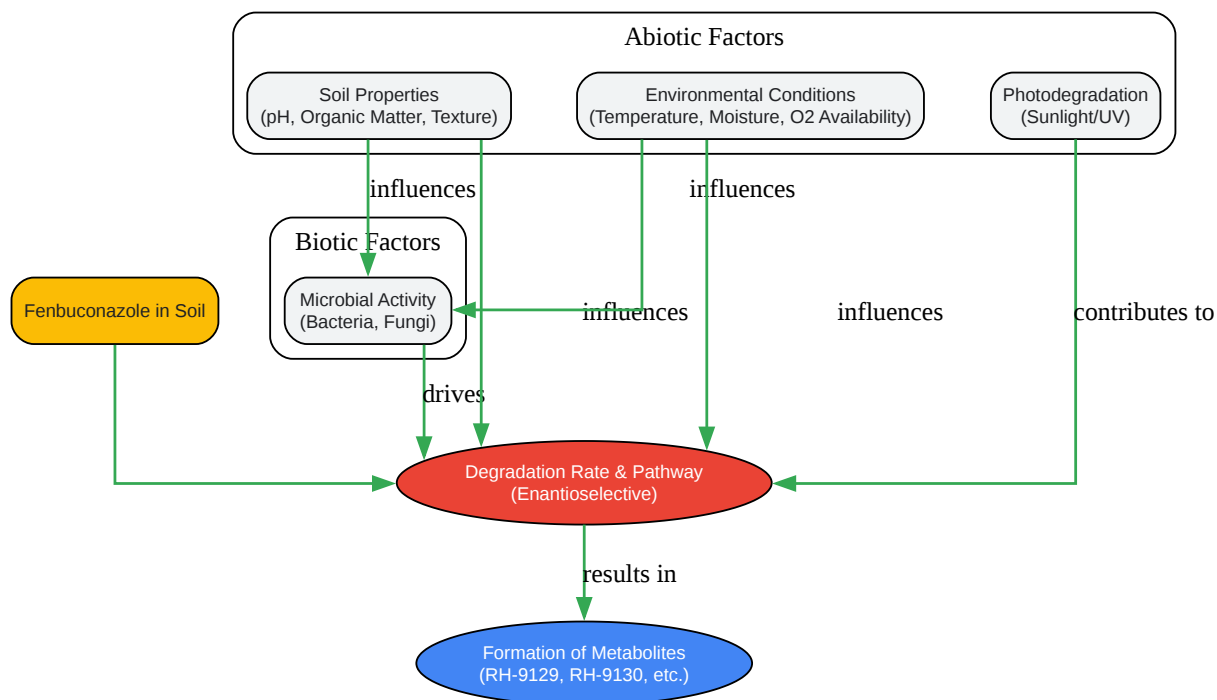 Abiotic Factors
Soil Properties
(pH, Organic Matter, Texture)
Environmental Conditions
(Temperature, Moisture, O2 Availability)
Photodegradation
(Sunlight/UV)
influences
influences
Biotic Factors
Fenbuconazole in Soil
Microbial Activity
(Bacteria, Fungi)
influences
influences
contributes to
drives
Degradation Rate & Pathway
(Enantioselective)
results in
Formation of Metabolites
(RH-9129, RH-9130, etc.)